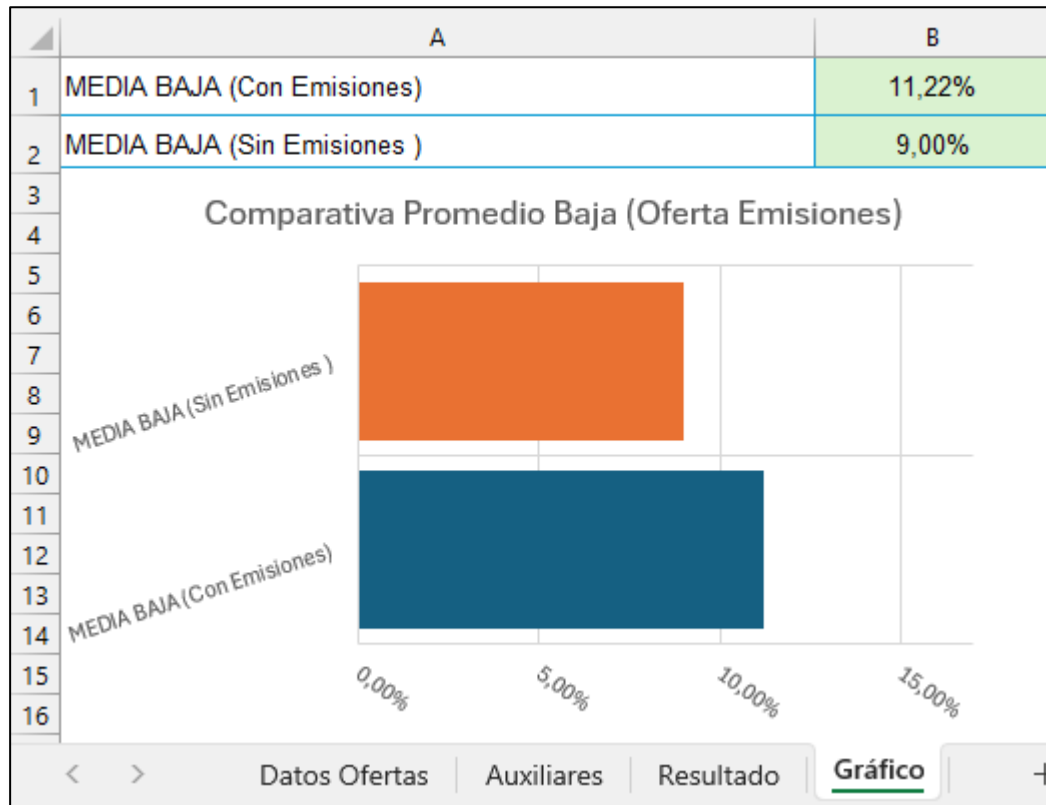 A B
1 MEDIA BAJA (Con Emisiones) 11,22%
2 MEDIA BAJA (Sin Emisiones ) 9,00%
3
Comparativa Promedio Baja (Oferta Emisiones)
4
5
6
7
MEDIA BAJA (Sin Emisiones )
8
9
10
11
12
MEDIA BAJA (Con Emisiones)
13
14
15
0,00% 5,00% 10,00% 15,00%
16
< > Datos Ofertas Auxiliares Resultado Gráfico +